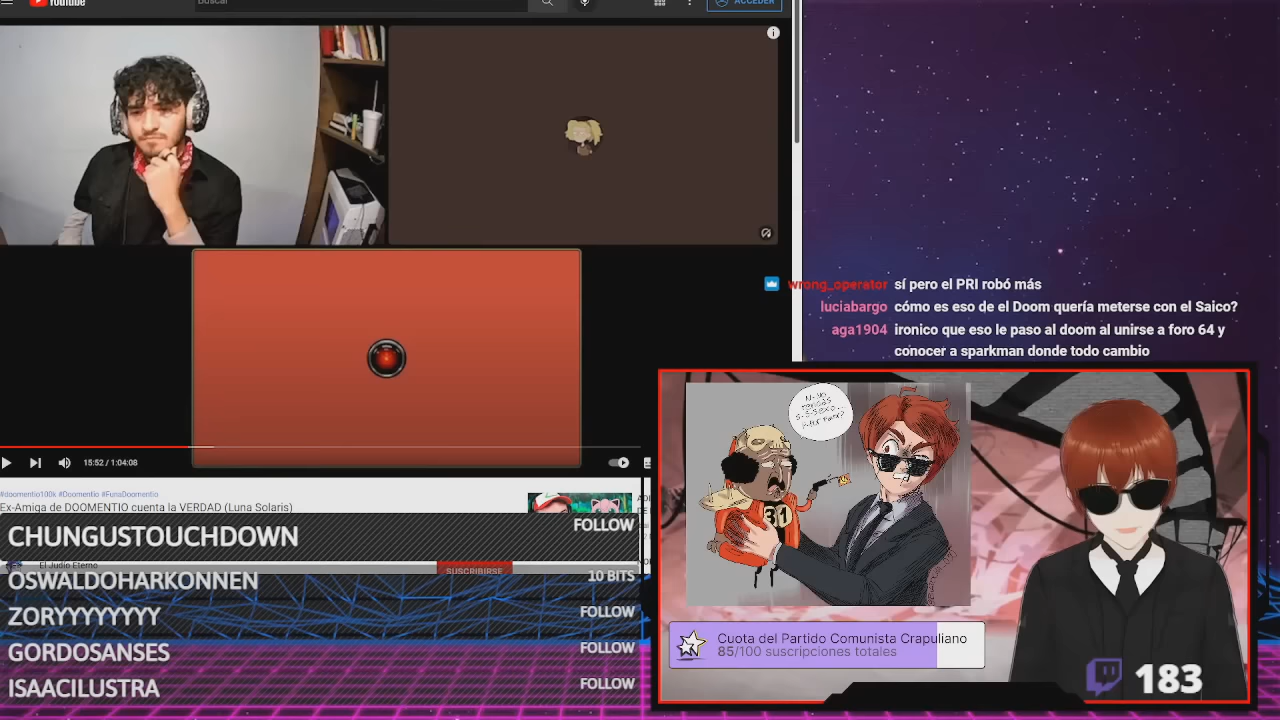 YouTube
Buscar
ACCEDER
wrong_operator sí pero el PRI robó más
luciabargo cómo es eso de el Doom quería meterse con el Saico?
aga1904 ironico que eso le paso al doom al unirse a foro 64 y
conocer a sparkman donde todo cambio
15:52 / 1:04:08
#doomentio100k #Doomentio #FunaDoomentio
Ex-Amiga de DOOMENTIO cuenta la VERDAD (Luna Solaris)
CHUNGUSTOUCHDOWN FOLLOW
El Judío Eterno
SUSCRIBIRSE
OSWALDOHARKONNEN 10 BITS
ZORYYYYYYYY FOLLOW
GORDOSANSES FOLLOW
ISAACILUSTRA FOLLOW
31
Cuota del Partido Comunista Crapuliano
85/100 suscripciones totales
183